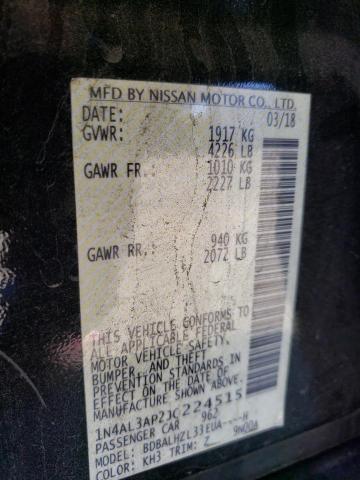 MFD BY NISSAN MOTOR CO., LTD.
DATE: 03/18
GVWR: 1917 KG
4226 LB
GAWR FR. 1010 KG
2227 LB
GAWR RR. 940 KG
2072 LB
THIS VEHICLE CONFORMS TO
ALL APPLICABLE FEDERAL
MOTOR VEHICLE SAFETY,
BUMPER, AND THEFT
PREVENTION STANDARDS IN
EFFECT ON THE DATE OF
MANUFACTURE SHOWN ABOVE.
1N4AL3AP2JC224515
PASSENGER CAR 962
MODEL: BDBALHZL33EUA----H
COLOR: KH3 TRIM: Z 9N00A